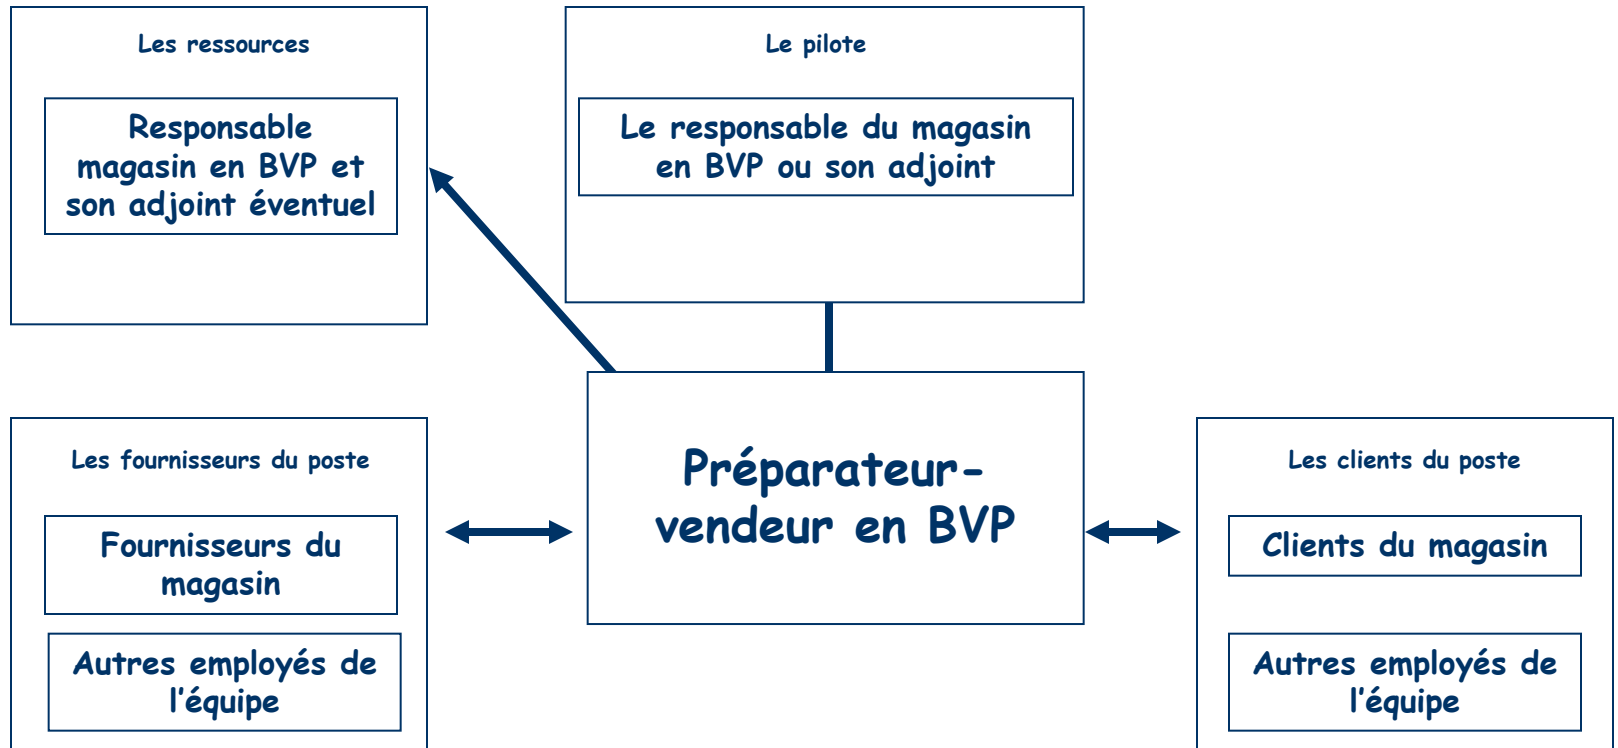 Les ressources
Responsable
magasin en BVP et
son adjoint éventuel
Le pilote
Le responsable du magasin
en BVP ou son adjoint
Les fournisseurs du poste
Fournisseurs du
magasin
Autres employés de
l'équipe
Préparateur-
vendeur en BVP
Les clients du poste
Clients du magasin
Autres employés de
l'équipe